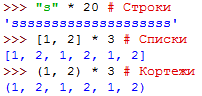 >>> "s" * 20 # Строки
'ssssssssssssssssssss'
>>> [1, 2] * 3 # Списки
[1, 2, 1, 2, 1, 2]
>>> (1, 2) * 3 # Кортежи
(1, 2, 1, 2, 1, 2)